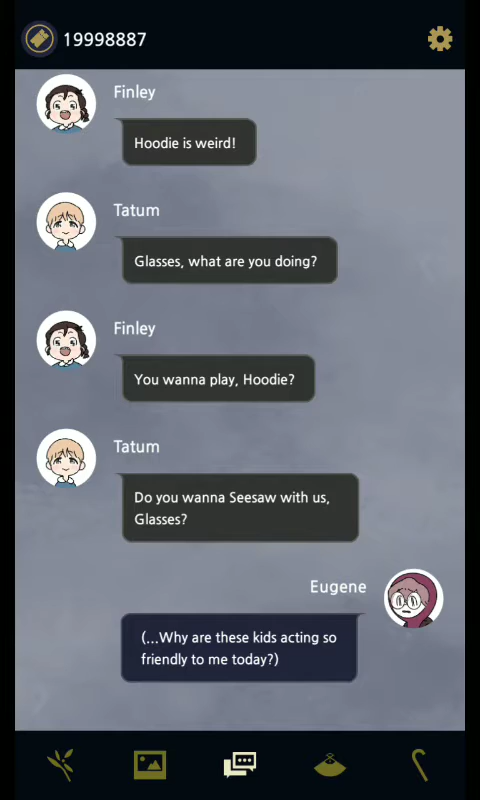 19998887
Finley
Hoodie is weird!
Tatum
Glasses, what are you doing?
Finley
You wanna play, Hoodie?
Tatum
Do you wanna Seesaw with us,
Glasses?
Eugene
(...Why are these kids acting so
friendly to me today?)